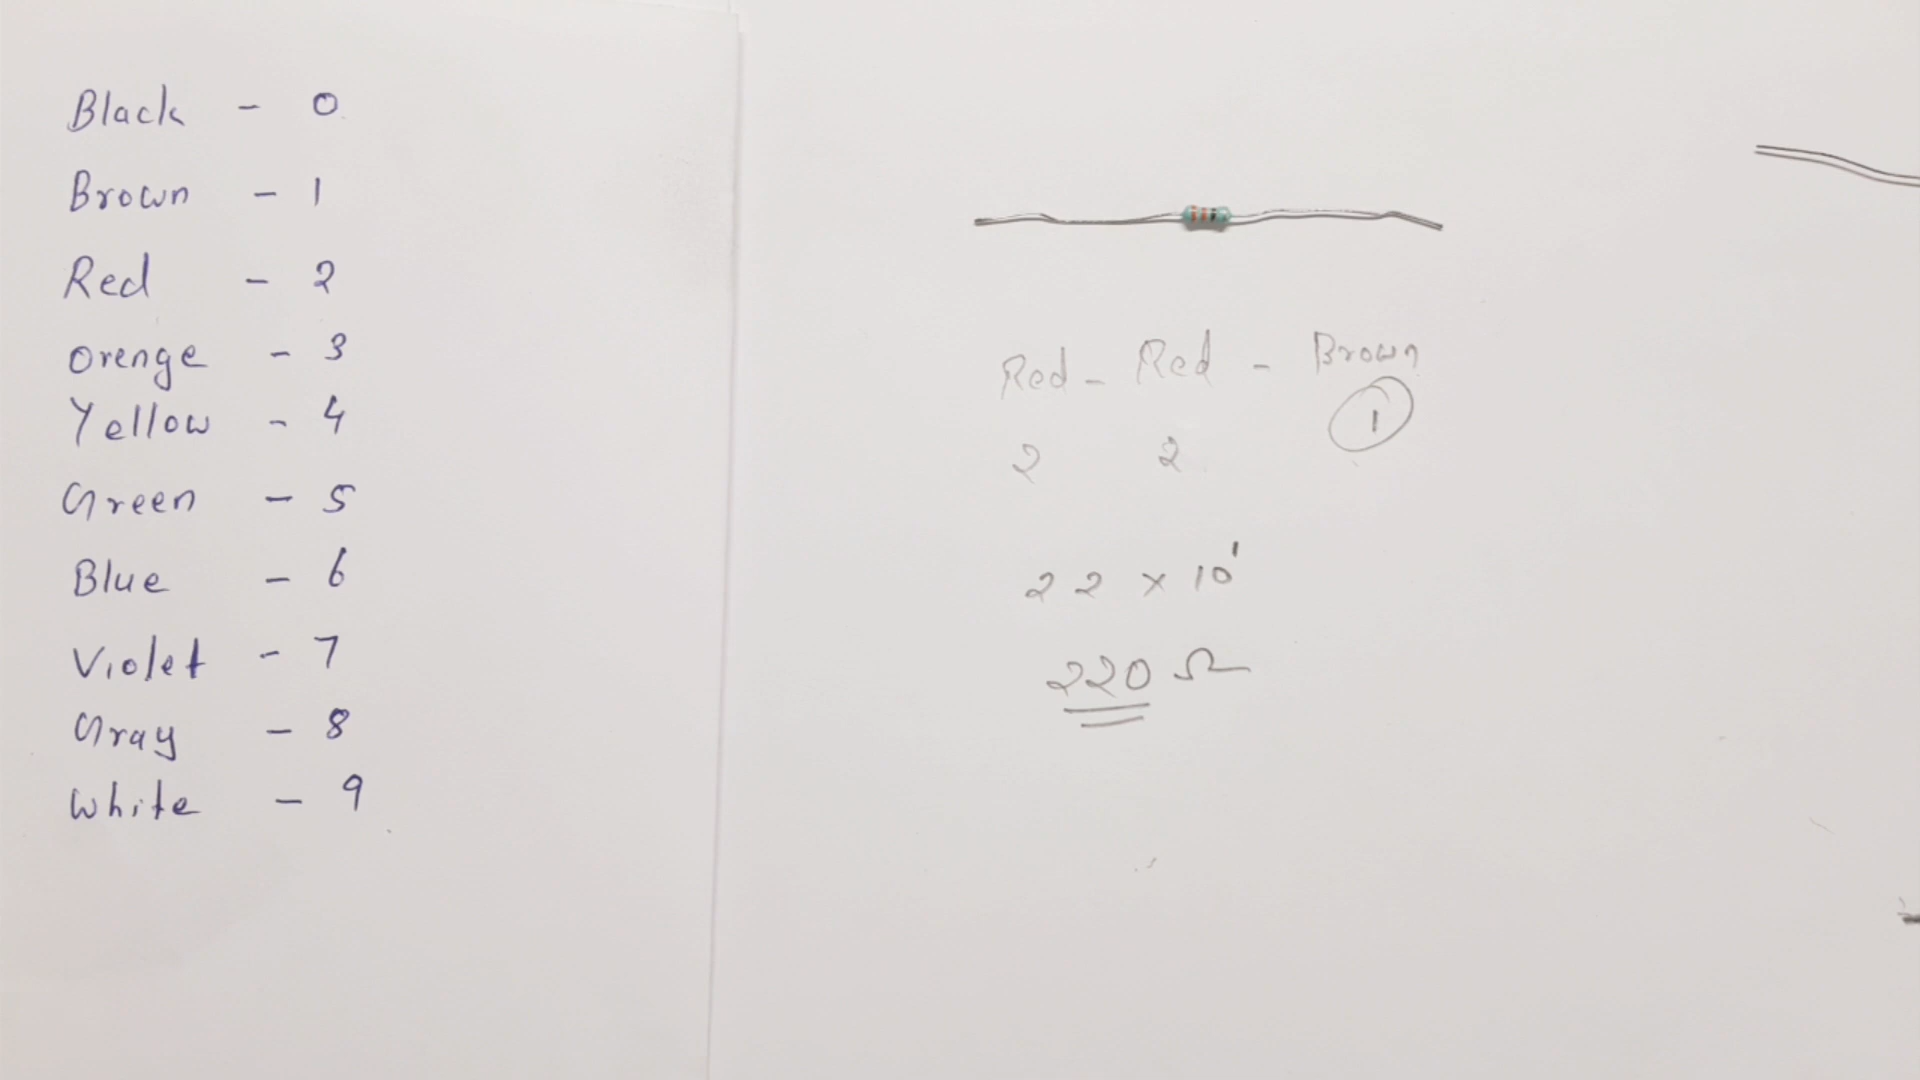 Black - 0
Brown - 1
Red - 2
Orenge - 3
Yellow - 4
Green - 5
Blue - 6
Violet - 7
Gray - 8
White - 9
Red - Red - Brown
2 2 1
22 x 10¹
220 Ω